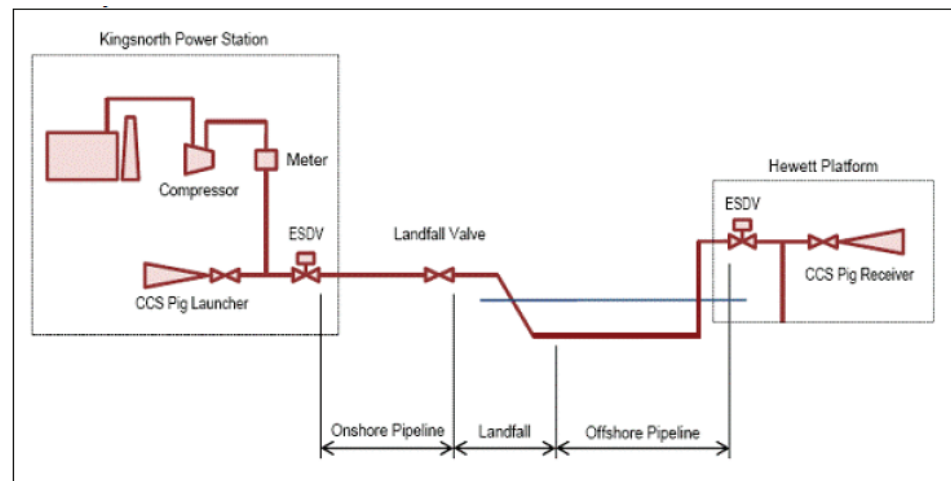 Kingsnorth Power Station
Meter
Compressor
Hewett Platform
ESDV
Landfall Valve
ESDV
CCS Pig Launcher
CCS Pig Receiver
Onshore Pipeline
Landfall
Offshore Pipeline